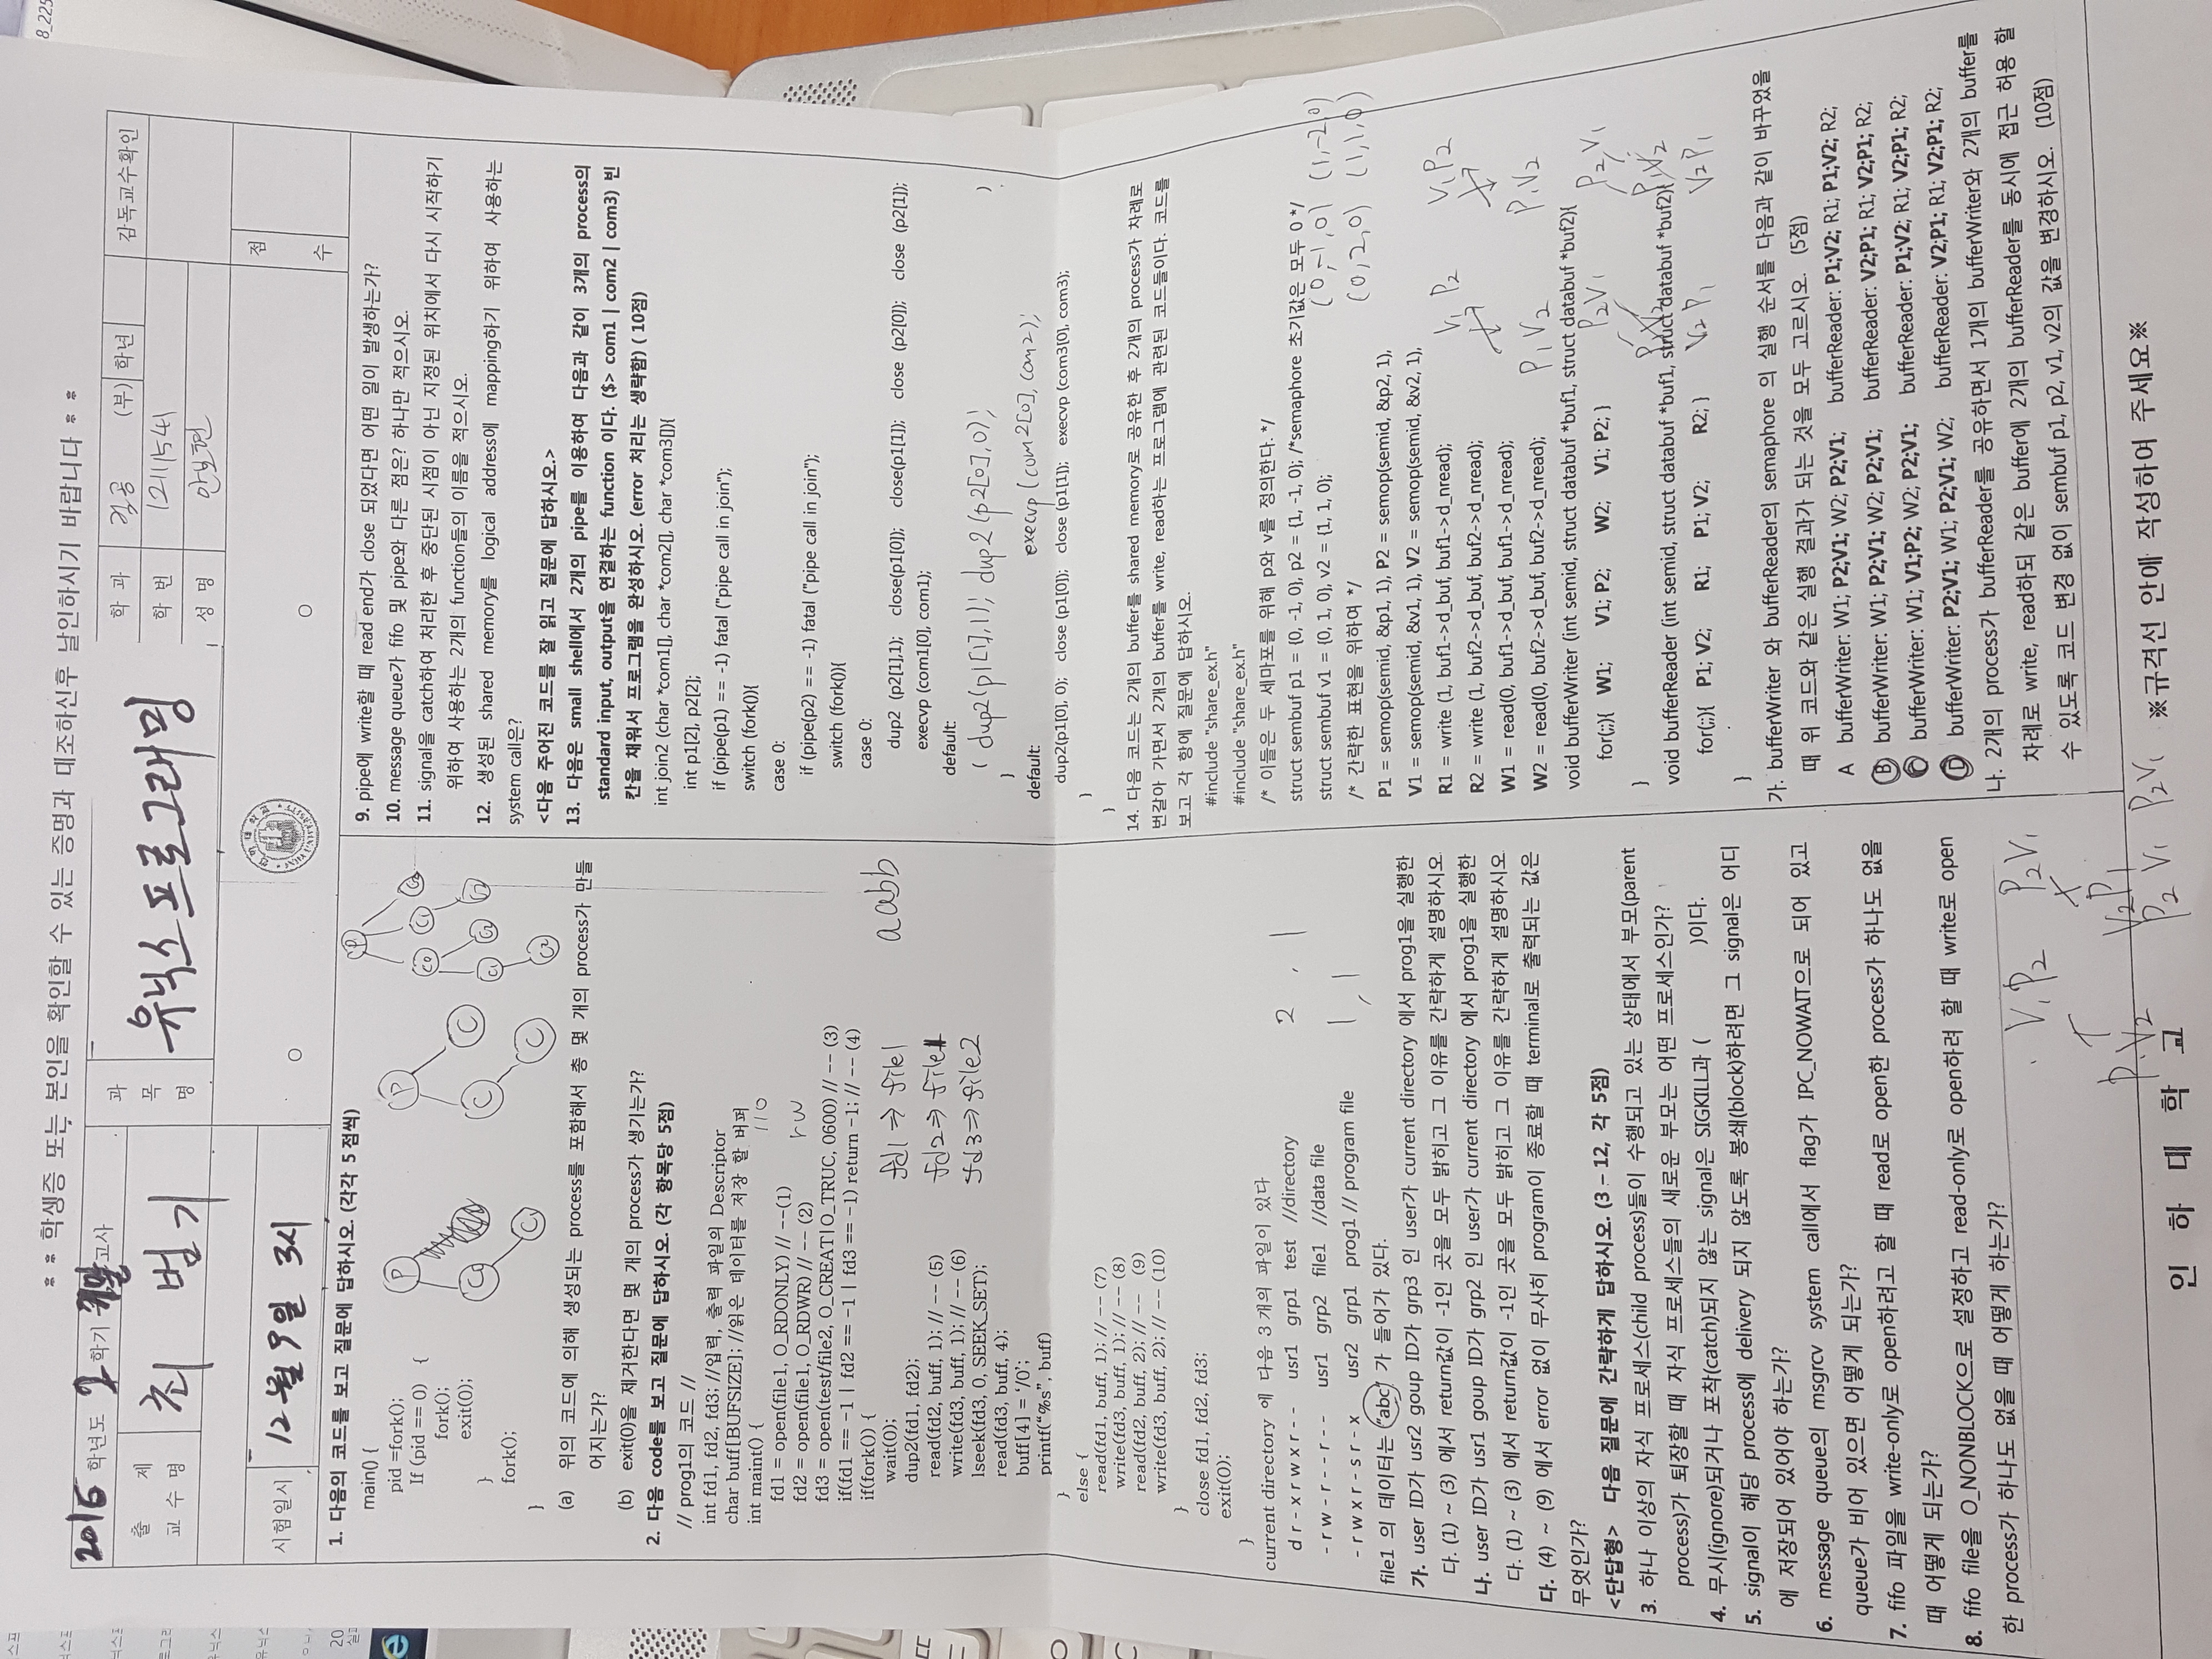 ** 학생증 또는 본인을 확인할 수 있는 증명과 대조하신후 날인하시기 바랍니다 **
2016 학년도 2 학기 기말고사
출 제
교 수 명
최 범 기
과
목
명
유닉스프로그래밍
학 과 컴공 (부) 학년
학 번 12111541
성 명 안보현
감독교수확인
시험일시 12월 9일 3시
점
수
1. 다음의 코드를 보고 질문에 답하시오. (각각 5점씩)
main() {
pid =fork();
If (pid == 0) {
fork();
exit(0);
}
fork();
}
(a) 위의 코드에 의해 생성되는 process를 포함해서 총 몇 개의 process가 만들
어지는가?
(b) exit(0)을 제거한다면 몇 개의 process가 생기는가?
2. 다음 code를 보고 질문에 답하시오. (각 항목당 5점)
// prog1의 코드 //
int fd1, fd2, fd3; //입력, 출력 파일의 Descriptor
char buff[BUFSIZE]; //읽은 데이터를 저장 할 버퍼
int maint() {
110
fd1 = open(file1, O_RDONLY) // --(1)
fd2 = open(file1, O_RDWR) // -- (2) rw
fd3 = open(test/file2, O_CREAT|O_TRUC, 0600) // -- (3)
if(fd1 == -1 | fd2 == -1 | fd3 == -1) return -1; // -- (4)
if(fork()) {
wait(0); fd1 ⇒ file1 aabb
dup2(fd1, fd2);
read(fd2, buff, 1); // -- (5) fd2 ⇒ file1
write(fd3, buff, 1); // -- (6)
lseek(fd3, 0, SEEK_SET); fd3 ⇒ file2
read(fd3, buff, 4);
buff[4] = ‘/0’;
printf(“%s”, buff)
}
else {
read(fd1, buff, 1); // -- (7)
write(fd3, buff, 1); // -- (8)
read(fd2, buff, 2); // -- (9)
write(fd3, buff, 2); // -- (10)
}
close fd1, fd2, fd3;
exit(0);
}
current directory 에 다음 3개의 파일이 있다
d r - x r w x r - - usr1 grp1 test //directory 2 , 1
- r w - r - - r - - usr1 grp2 file1 //data file
- r w x r - s r - x usr2 grp1 prog1 // program file 1 , 1
file1 의 데이터는 “abc” 가 들어가 있다.
가. user ID가 usr2 goup ID가 grp3 인 user가 current directory 에서 prog1을 실행한
다. (1) ~ (3) 에서 return값이 -1인 곳을 모두 밝히고 그 이유를 간략하게 설명하시오
나. user ID가 usr1 goup ID가 grp2 인 user가 current directory 에서 prog1을 실행한
다. (1) ~ (3) 에서 return값이 -1인 곳을 모두 밝히고 그 이유를 간략하게 설명하시오
다. (4) ~ (9) 에서 error 없이 무사히 program이 종료할 때 terminal로 출력되는 값은
무엇인가?
<단답형> 다음 질문에 간략하게 답하시오. (3 – 12, 각 5점)
3. 하나 이상의 자식 프로세스(child process)들이 수행되고 있는 상태에서 부모(parent
process)가 퇴장할 때 자식 프로세스들의 새로운 부모는 어떤 프로세스인가?
4. 무시(ignore)되거나 포착(catch)되지 않는 signal은 SIGKILL과 ( )이다.
5. signal이 해당 process에 delivery 되지 않도록 봉쇄(block)하려면 그 signal은 어디
에 저장되어 있어야 하는가?
6. message queue의 msgrcv system call에서 flag가 IPC_NOWAIT으로 되어 있고
queue가 비어 있으면 어떻게 되는가?
7. fifo 파일을 write-only로 open하려고 할 때 read로 open한 process가 하나도 없을
때 어떻게 되는가?
8. fifo file을 O_NONBLOCK으로 설정하고 read-only로 open하려 할 때 write로 open
한 process가 하나도 없을 때 어떻게 하는가?
V1 P2 P2 V1
P1 V2 V2 P1
P2 V1 P2 V1
9. pipe에 write할 때 read end가 close 되었다면 어떤 일이 발생하는가?
10. message queue가 fifo 및 pipe와 다른 점은? 하나만 적으시오.
11. signal을 catch하여 처리한 후 중단된 시점이 아닌 지정된 위치에서 다시 시작하기
위하여 사용하는 2개의 function들의 이름을 적으시오.
12. 생성된 shared memory를 logical address에 mapping하기 위하여 사용하는
system call은?
<다음 주어진 코드를 잘 읽고 질문에 답하시오.>
13. 다음은 small shell에서 2개의 pipe를 이용하여 다음과 같이 3개의 process의
standard input, output을 연결하는 function 이다. ($> com1 | com2 | com3) 빈
칸을 채워서 프로그램을 완성하시오. (error 처리는 생략함) ( 10점)
int join2 (char *com1[], char *com2[], char *com3[]){
int p1[2], p2[2];
if (pipe(p1) == -1) fatal ("pipe call in join");
switch (fork()){
case 0:
if (pipe(p2) == -1) fatal ("pipe call in join");
switch (fork()){
case 0:
dup2 (p2[1],1); close(p1[0]); close(p1[1]); close (p2[0]); close (p2[1]);
execvp (com1[0], com1);
default:
( dup2(p1[1],1); dup2(p2[0],0); )
}
execvp (com2[0], com2);
default:
dup2(p1[0], 0); close (p1[0]); close (p1[1]); execvp (com3[0], com3);
}
}
14. 다음 코드는 2개의 buffer를 shared memory로 공유한 후 2개의 process가 차례로
번갈아 가면서 2개의 buffer를 write, read하는 프로그램에 관련된 코드들이다. 코드를
보고 각 항에 질문에 답하시오.
#include "share_ex.h"
#include "share_ex.h"
/* 이들은 두 세마포를 위해 p와 v를 정의한다. */
struct sembuf p1 = {0, -1, 0}, p2 = {1, -1, 0}; /*semaphore 초기값은 모두 0 */
struct sembuf v1 = {0, 1, 0}, v2 = {1, 1, 0}; (0,-1,0) (1,-2,0)
/* 간략한 표현을 위하여 */ (0,2,0) (1,1,0)
P1 = semop(semid, &p1, 1), P2 = semop(semid, &p2, 1),
V1 = semop(semid, &v1, 1), V2 = semop(semid, &v2, 1),
R1 = write (1, buf1->d_buf, buf1->d_nread); V1 P2 V1 P2
R2 = write (1, buf2->d_buf, buf2->d_nread);
W1 = read(0, buf1->d_buf, buf1->d_nread);
W2 = read(0, buf2->d_buf, buf2->d_nread); P1 V2 P1 V2
void bufferWriter (int semid, struct databuf *buf1, struct databuf *buf2){
for(;;){ W1; V1; P2; W2; V1; P2; } P2 V1 P2 V1
}
void bufferReader (int semid, struct databuf *buf1, struct databuf *buf2){
for(;;){ P1; V2; R1; P1; V2; R2; } V2 P1 V2 P1
}
가. bufferWriter 와 bufferReader의 semaphore 의 실행 순서를 다음과 같이 바꾸었을
때 위 코드와 같은 실행 결과가 되는 것을 모두 고르시오. (5점)
A bufferWriter: W1; P2;V1; W2; P2;V1; bufferReader: P1;V2; R1; P1;V2; R2;
B bufferWriter: W1; P2;V1; W2; P2;V1; bufferReader: V2;P1; R1; V2;P1; R2;
C bufferWriter: W1; V1;P2; W2; P2;V1; bufferReader: P1;V2; R1; V2;P1; R2;
D bufferWriter: P2;V1; W1; P2;V1; W2; bufferReader: V2;P1; R1; V2;P1; R2;
나. 2개의 process가 bufferReader를 공유하면서 1개의 bufferWriter와 2개의 buffer를
차례로 write, read하되 같은 buffer에 2개의 bufferReader를 동시에 접근 허용 할
수 있도록 코드 변경 없이 sembuf p1, p2, v1, v2의 값을 변경하시오. (10점)
인 하 대 학 교
※규격선 안에 작성하여 주세요※